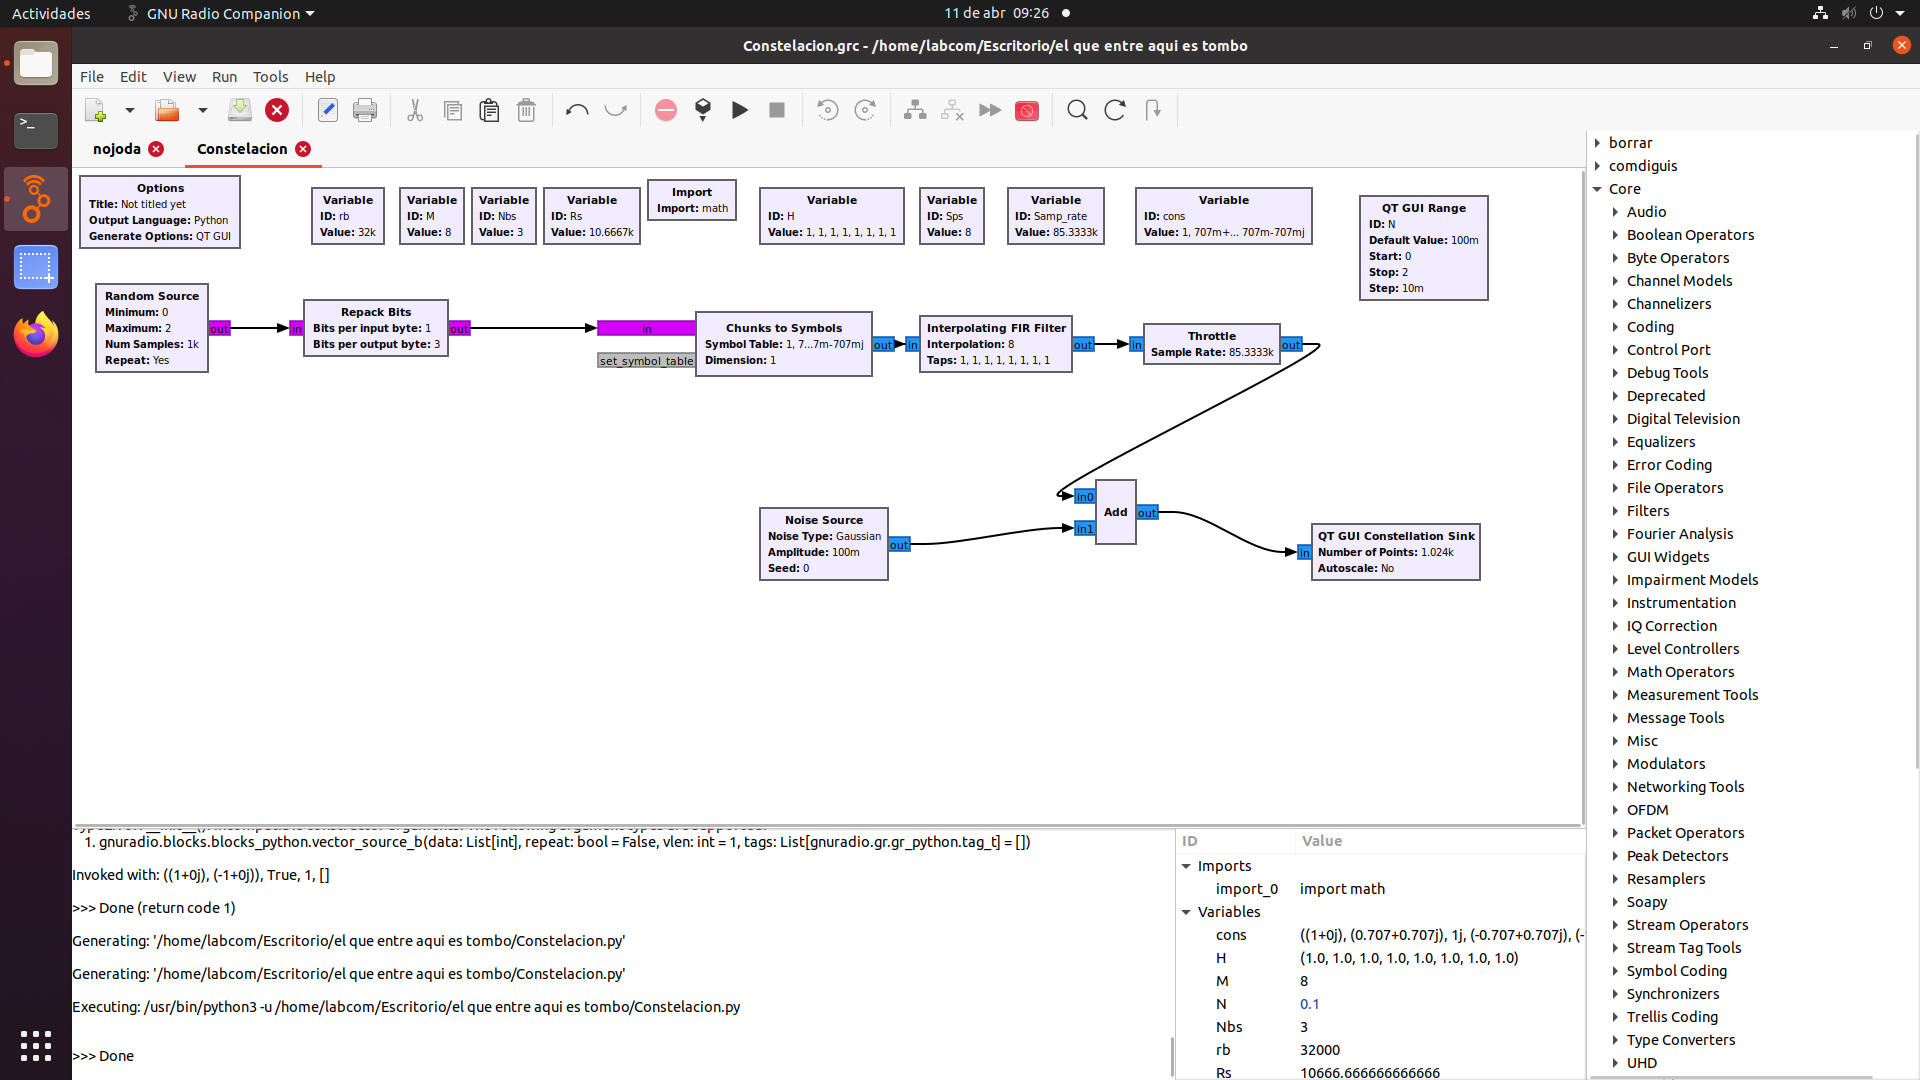 Actividades
GNU Radio Companion
11 de abr 09:26
Constelacion.grc - /home/labcom/Escritorio/el que entre aqui es tombo
File Edit View Run Tools Help
nojoda
Constelacion
Options
Title: Not titled yet
Output Language: Python
Generate Options: QT GUI
Variable
ID: rb
Value: 32k
Variable
ID: M
Value: 8
Variable
ID: Nbs
Value: 3
Variable
ID: Rs
Value: 10.6667k
Import
Import: math
Variable
ID: H
Value: 1, 1, 1, 1, 1, 1, 1, 1
Variable
ID: Sps
Value: 8
Variable
ID: Samp_rate
Value: 85.3333k
Variable
ID: cons
Value: 1, 707m+... 707m-707mj
QT GUI Range
ID: N
Default Value: 100m
Start: 0
Stop: 2
Step: 10m
Random Source
Minimum: 0
Maximum: 2
Num Samples: 1k
Repeat: Yes
out
in
Repack Bits
Bits per input byte: 1
Bits per output byte: 3
out
in
set_symbol_table
Chunks to Symbols
Symbol Table: 1, 7...7m-707mj
Dimension: 1
out
in
Interpolating FIR Filter
Interpolation: 8
Taps: 1, 1, 1, 1, 1, 1, 1, 1
out
in
Throttle
Sample Rate: 85.3333k
out
Noise Source
Noise Type: Gaussian
Amplitude: 100m
Seed: 0
out
in0
in1
Add
out
in
QT GUI Constellation Sink
Number of Points: 1.024k
Autoscale: No
1. gnuradio.blocks.blocks_python.vector_source_b(data: List[int], repeat: bool = False, vlen: int = 1, tags: List[gnuradio.gr.gr_python.tag_t] = [])
Invoked with: ((1+0j), (-1+0j)), True, 1, []
>>> Done (return code 1)
Generating: '/home/labcom/Escritorio/el que entre aqui es tombo/Constelacion.py'
Generating: '/home/labcom/Escritorio/el que entre aqui es tombo/Constelacion.py'
Executing: /usr/bin/python3 -u /home/labcom/Escritorio/el que entre aqui es tombo/Constelacion.py
>>> Done
ID Value
Imports
import_0 import math
Variables
cons ((1+0j), (0.707+0.707j), 1j, (-0.707+0.707j), (-
H (1.0, 1.0, 1.0, 1.0, 1.0, 1.0, 1.0, 1.0)
M 8
N 0.1
Nbs 3
rb 32000
Rs 10666.666666666666
borrar
comdiguis
Core
Audio
Boolean Operators
Byte Operators
Channel Models
Channelizers
Coding
Control Port
Debug Tools
Deprecated
Digital Television
Equalizers
Error Coding
File Operators
Filters
Fourier Analysis
GUI Widgets
Impairment Models
Instrumentation
IQ Correction
Level Controllers
Math Operators
Measurement Tools
Message Tools
Misc
Modulators
Networking Tools
OFDM
Packet Operators
Peak Detectors
Resamplers
Soapy
Stream Operators
Stream Tag Tools
Symbol Coding
Synchronizers
Trellis Coding
Type Converters
UHD